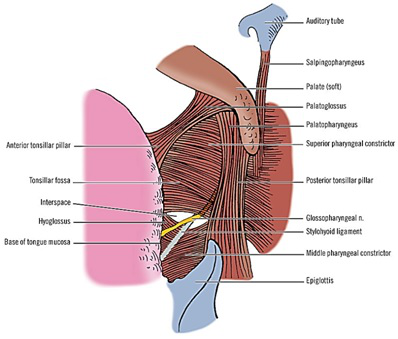 Auditory tube
Salpingopharyngeus
Palate (soft)
Palatoglossus
Palatopharyngeus
Anterior tonsillar pillar
Superior pharyngeal constrictor
Tonsillar fossa
Posterior tonsillar pillar
Interspace
Hyoglossus
Glossopharyngeal n.
Stylohyoid ligament
Base of tongue mucosa
Middle pharyngeal constrictor
Epiglottis